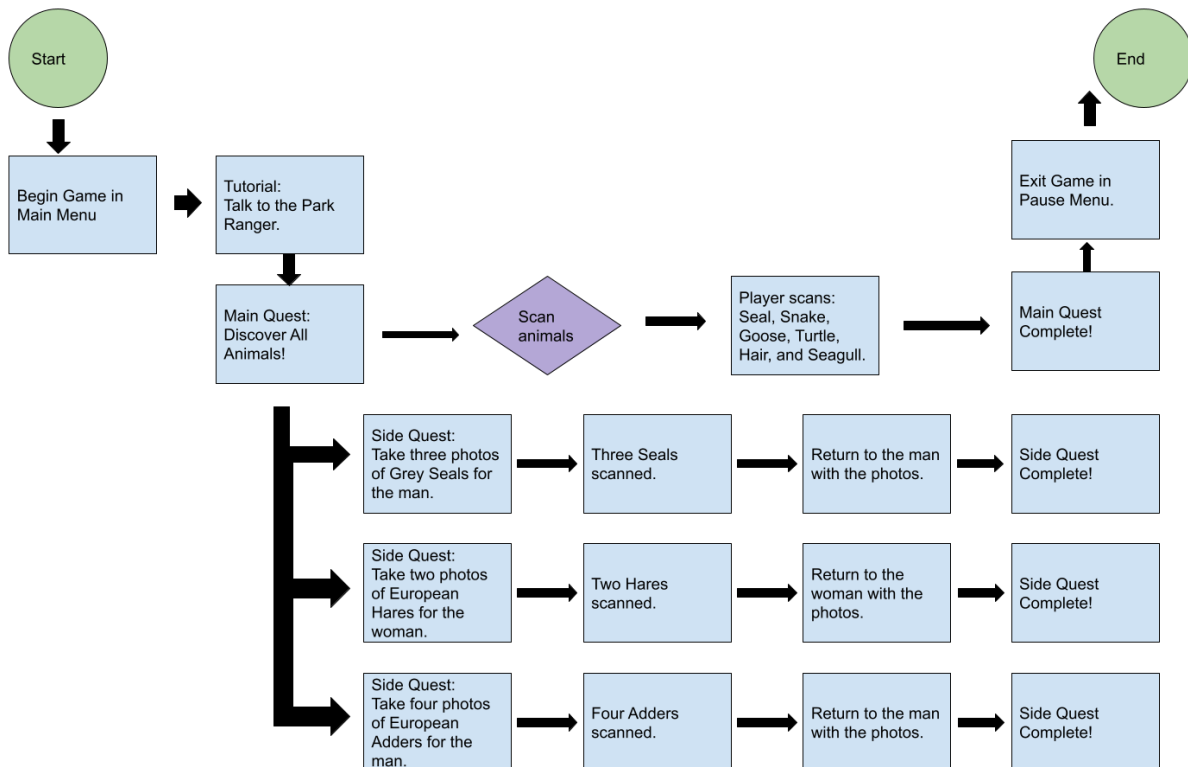 Start
End
Begin Game in
Main Menu
Tutorial:
Talk to the Park
Ranger.
Exit Game in
Pause Menu.
Main Quest:
Discover All
Animals!
Scan
animals
Player scans:
Seal, Snake,
Goose, Turtle,
Hair, and Seagull.
Main Quest
Complete!
Side Quest:
Take three photos
of Grey Seals for
the man.
Three Seals
scanned.
Return to the man
with the photos.
Side Quest
Complete!
Side Quest:
Take two photos
of European
Hares for the
woman.
Two Hares
scanned.
Return to the
woman with the
photos.
Side Quest
Complete!
Side Quest:
Take four photos
of European
Adders for the
man.
Four Adders
scanned.
Return to the man
with the photos.
Side Quest
Complete!